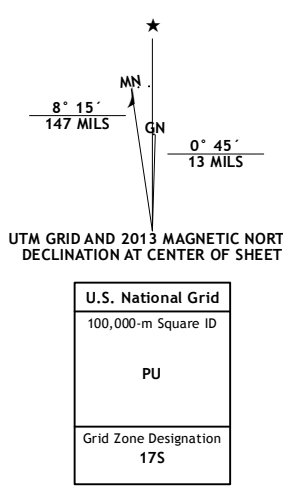 ★
MN
8° 15´
147 MILS
GN
0° 45´
13 MILS
UTM GRID AND 2013 MAGNETIC NORT
DECLINATION AT CENTER OF SHEET
U.S. National Grid
100,000-m Square ID
PU
Grid Zone Designation
17S